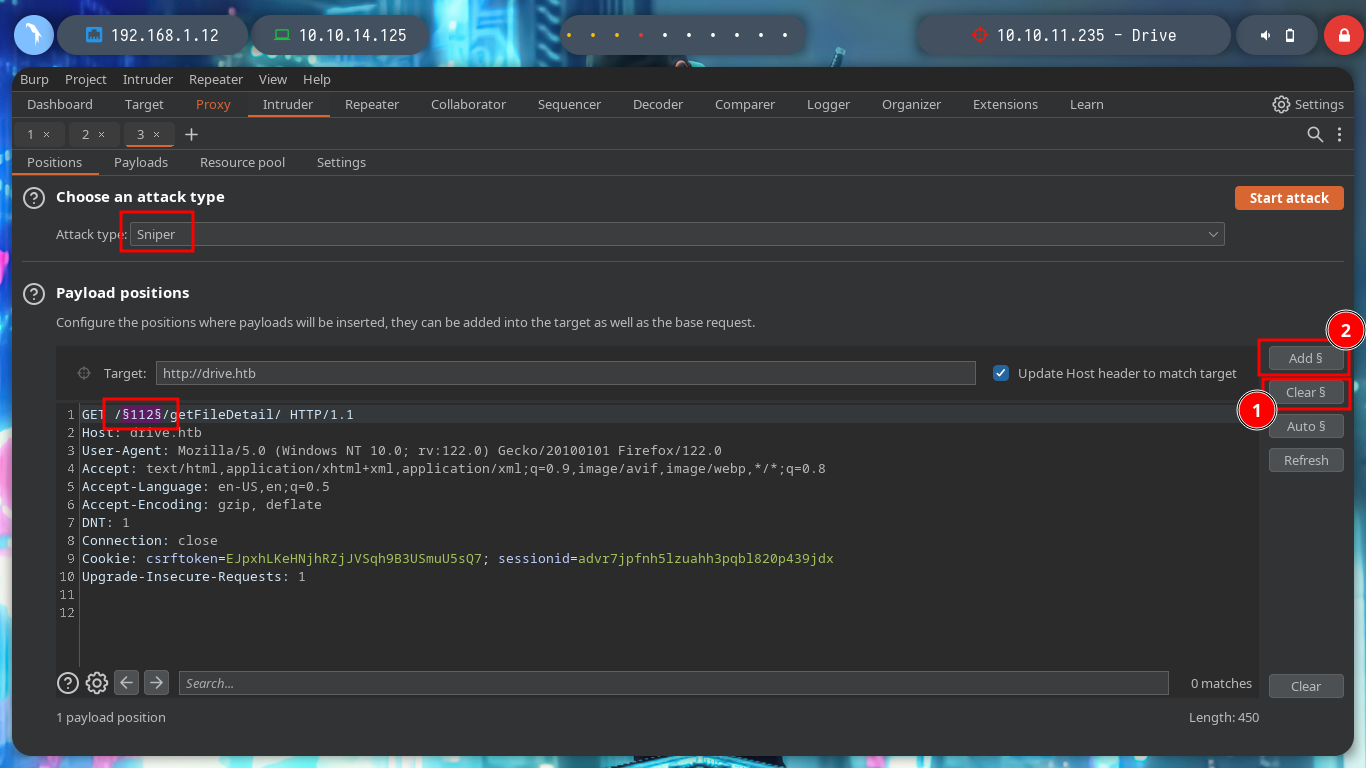 192.168.1.12 10.10.14.125 10.10.11.235 – Drive
Burp Project Intruder Repeater View Help
Dashboard Target Proxy Intruder Repeater Collaborator Sequencer Decoder Comparer Logger Organizer Extensions Learn Settings
1 × 2 × 3 × +
Positions Payloads Resource pool Settings
? Choose an attack type Start attack
Attack type: Sniper
? Payload positions
Configure the positions where payloads will be inserted, they can be added into the target as well as the base request.
2
Target: http://drive.htb Update Host header to match target Add §
Clear §
1
Auto §
Refresh
1 GET /§112§/getFileDetail/ HTTP/1.1
2 Host: drive.htb
3 User-Agent: Mozilla/5.0 (Windows NT 10.0; rv:122.0) Gecko/20100101 Firefox/122.0
4 Accept: text/html,application/xhtml+xml,application/xml;q=0.9,image/avif,image/webp,*/*;q=0.8
5 Accept-Language: en-US,en;q=0.5
6 Accept-Encoding: gzip, deflate
7 DNT: 1
8 Connection: close
9 Cookie: csrftoken=EJpxhLKeHNjhRZjJVSqh9B3USmuU5sQ7; sessionid=advr7jpfnh5lzuahh3pqbl820p439jdx
10 Upgrade-Insecure-Requests: 1
11
12
? Search... 0 matches Clear
1 payload position Length: 450